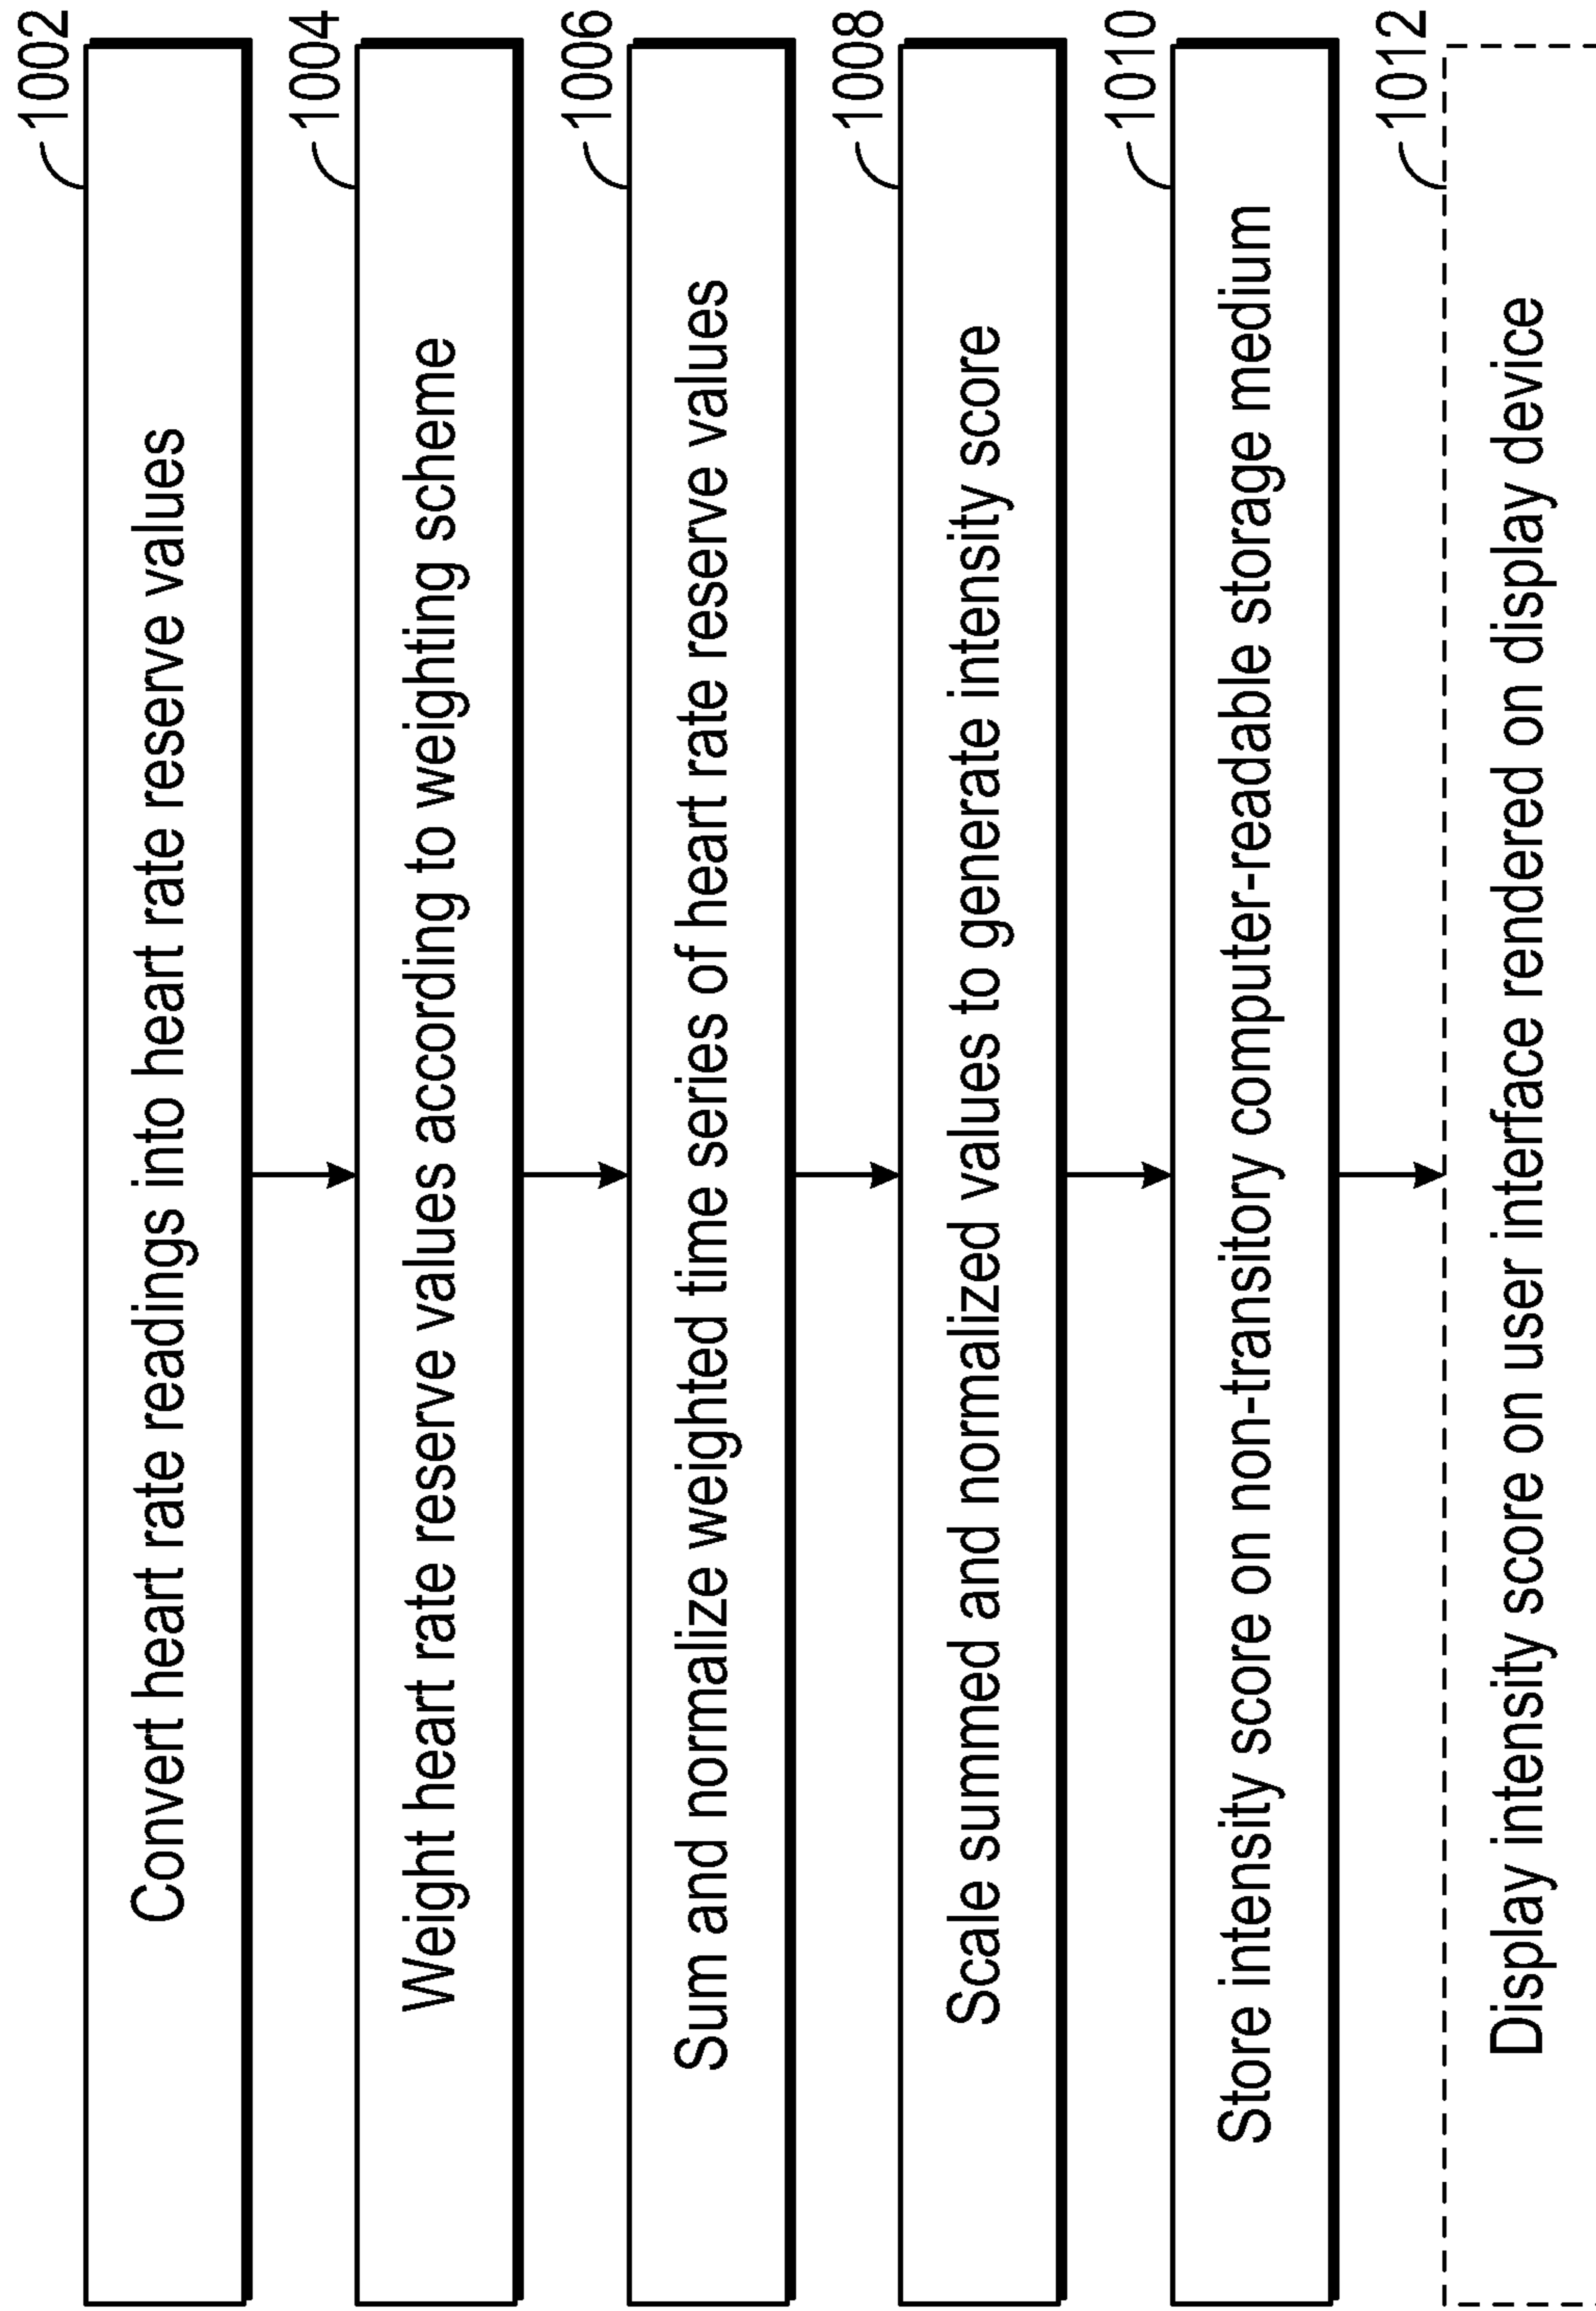 1002
Convert heart rate readings into heart rate reserve values
1004
Weight heart rate reserve values according to weighting scheme
1006
Sum and normalize weighted time series of heart rate reserve values
1008
Scale summed and normalized values to generate intensity score
1010
Store intensity score on non-transitory computer-readable storage medium
1012
Display intensity score on user interface rendered on display device